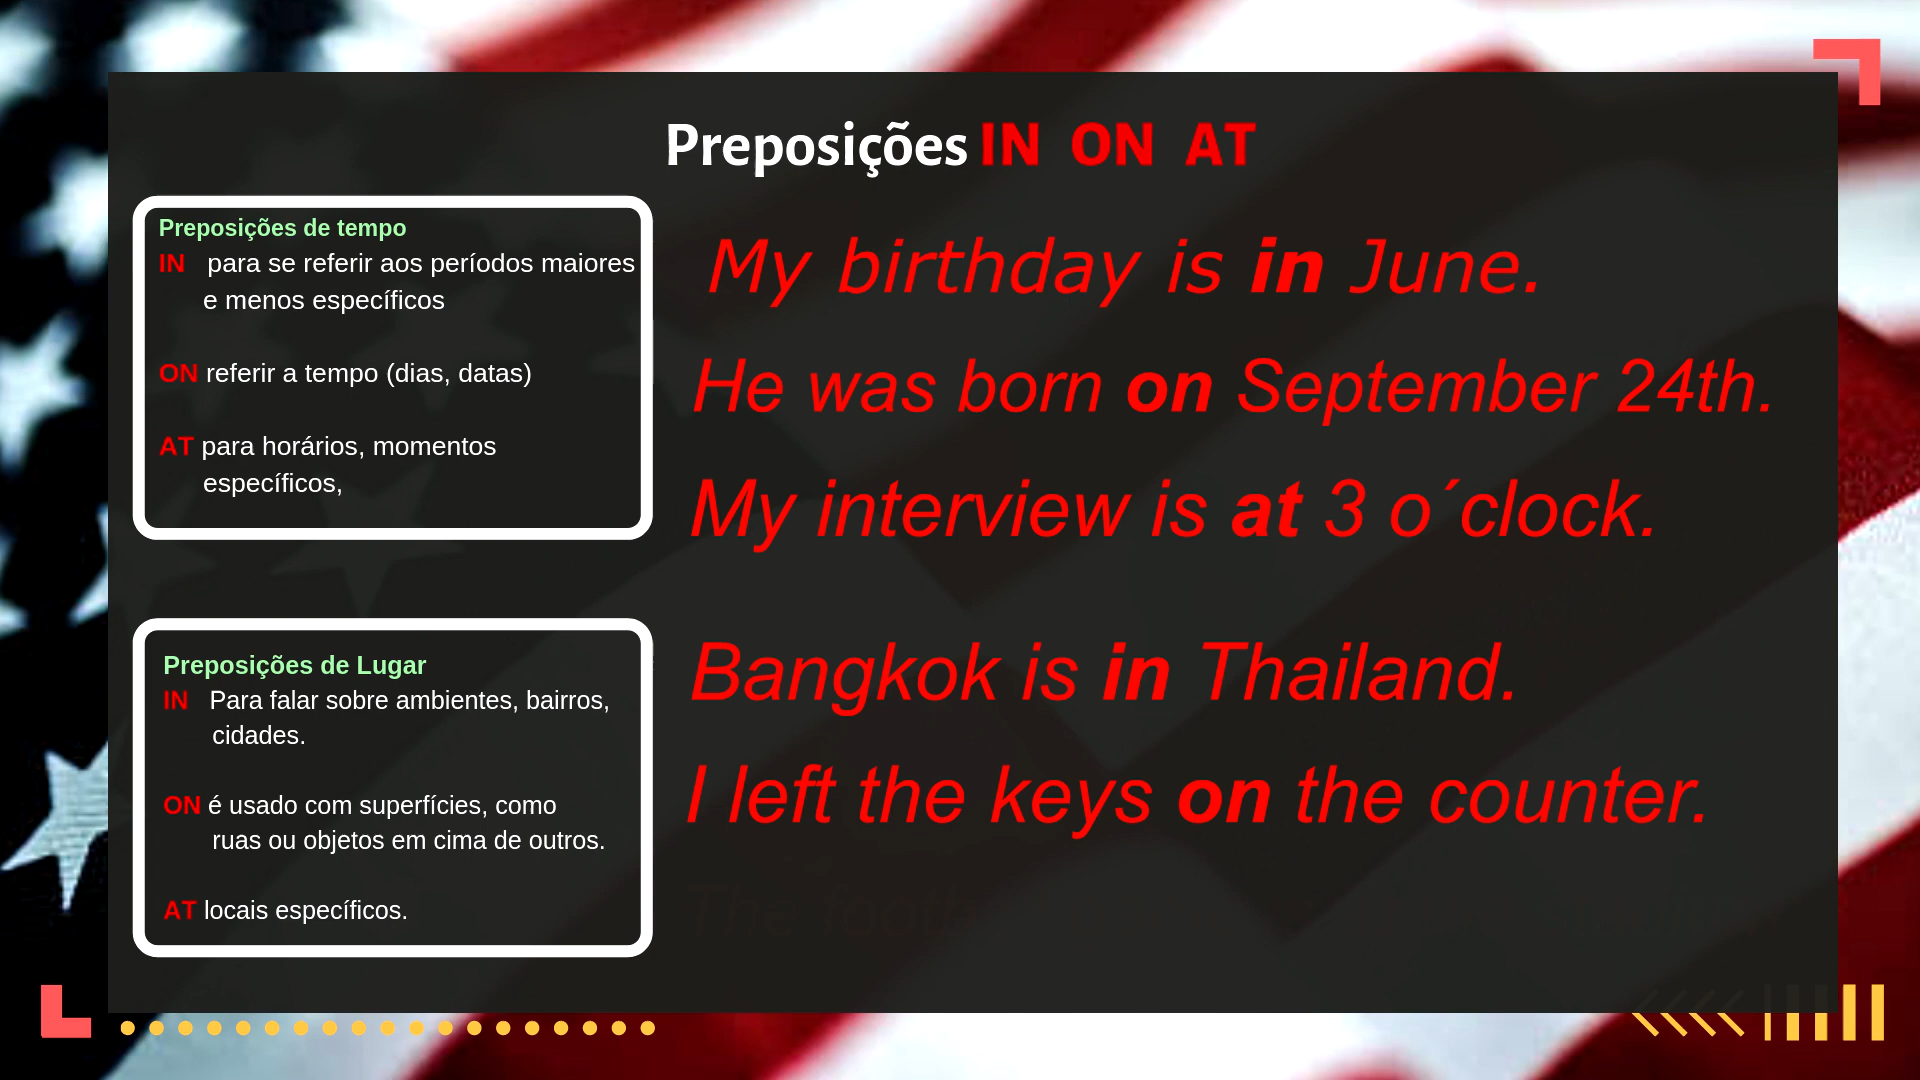 Preposições IN ON AT
Preposições de tempo
IN para se referir aos períodos maiores
e menos específicos
ON referir a tempo (dias, datas)
AT para horários, momentos
específicos,
My birthday is in June.
He was born on September 24th.
My interview is at 3 o´clock.
Preposições de Lugar
IN Para falar sobre ambientes, bairros,
cidades.
ON é usado com superfícies, como
ruas ou objetos em cima de outros.
AT locais específicos.
Bangkok is in Thailand.
I left the keys on the counter.
The